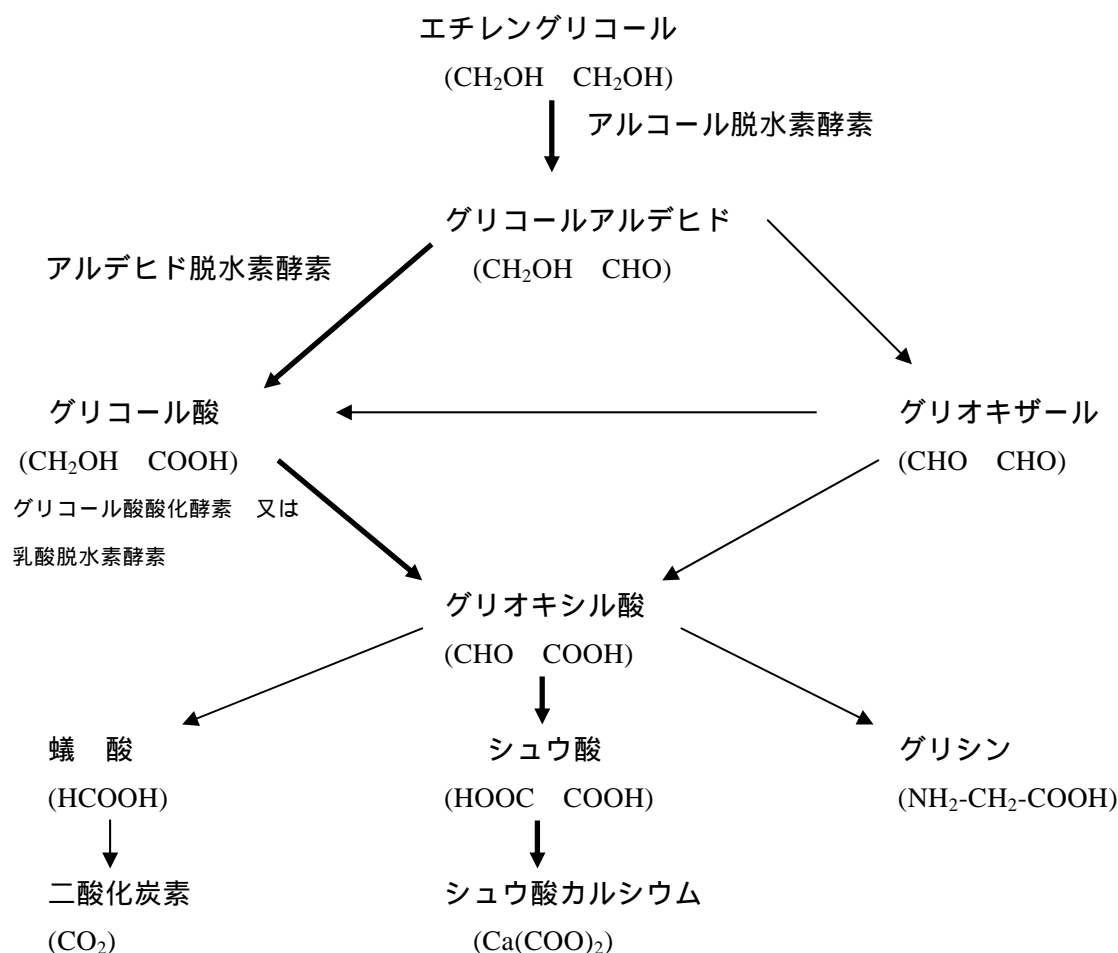 エチレングリコール
(CH₂OH　CH₂OH)
アルコール脱水素酵素
グリコールアルデヒド
(CH₂OH　CHO)
アルデヒド脱水素酵素
グリコール酸
(CH₂OH　COOH)
グリコール酸酸化酵素　又は
乳酸脱水素酵素
グリオキザール
(CHO　CHO)
グリオキシル酸
(CHO　COOH)
蟻　酸
(HCOOH)
シュウ酸
(HOOC　COOH)
グリシン
(NH₂-CH₂-COOH)
二酸化炭素
(CO₂)
シュウ酸カルシウム
(Ca(COO)₂)